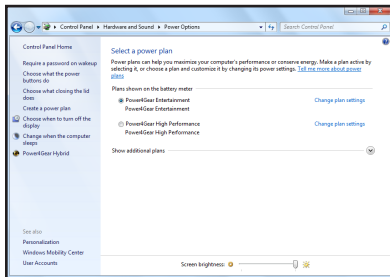 Control Panel ▸ Hardware and Sound ▸ Power Options
Search Control Panel
Control Panel Home
Require a password on wakeup
Choose what the power
buttons do
Choose what closing the lid
does
Create a power plan
Choose when to turn off the
display
Change when the computer
sleeps
Power4Gear Hybrid
See also
Personalization
Windows Mobility Center
User Accounts
Select a power plan
Power plans can help you maximize your computer's performance or conserve energy. Make a plan active by
selecting it, or choose a plan and customize it by changing its power settings. Tell me more about power
plans
Plans shown on the battery meter
Power4Gear Entertainment Change plan settings
Power4Gear Entertainment
Power4Gear High Performance Change plan settings
Power4Gear High Performance
Show additional plans
Screen brightness: